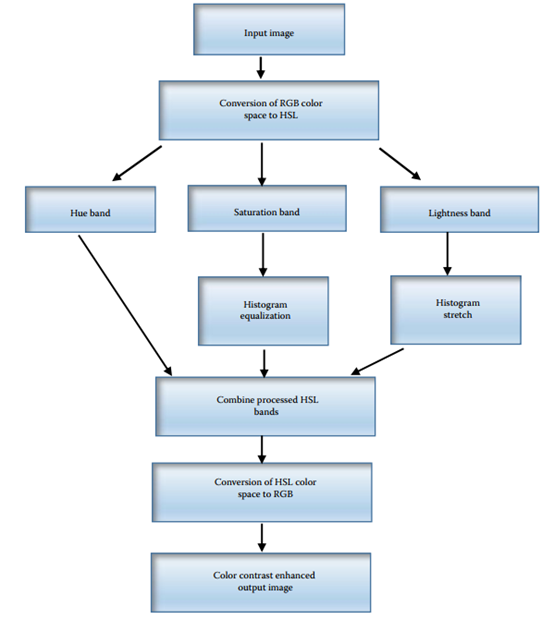 Input image
Conversion of RGB color
space to HSL
Hue band
Saturation band
Lightness band
Histogram
equalization
Histogram
stretch
Combine processed HSL
bands
Conversion of HSL color
space to RGB
Color contrast enhanced
output image